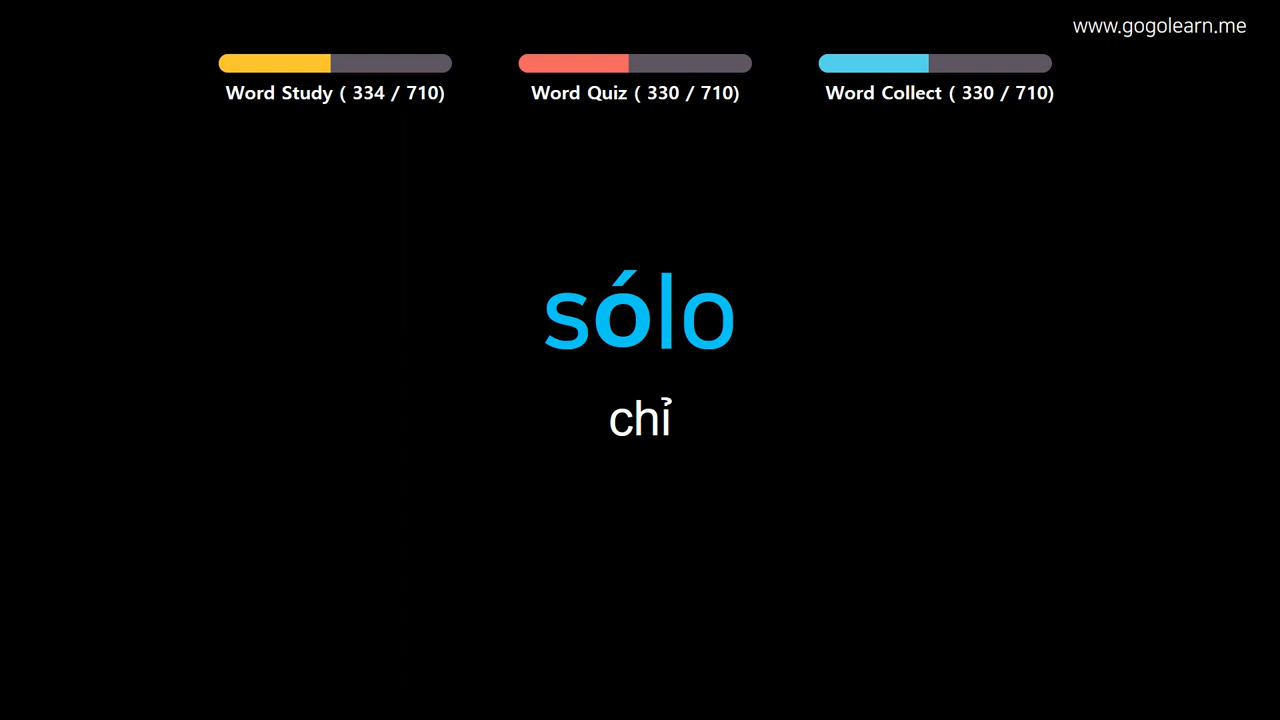 www.gogolearn.me
Word Study ( 334 / 710)
Word Quiz ( 330 / 710)
Word Collect ( 330 / 710)
sólo
chỉ